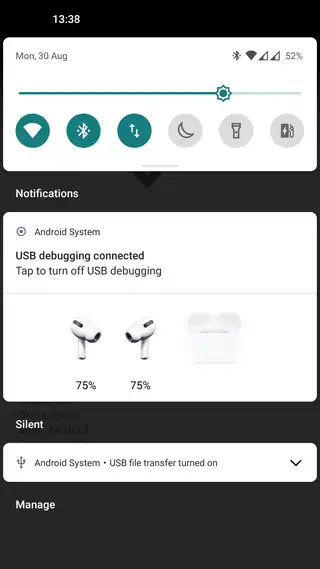 13:38
Mon, 30 Aug
52%
Notifications
Android System
USB debugging connected
Tap to turn off USB debugging
75% 75%
Silent
Android System • USB file transfer turned on
Manage